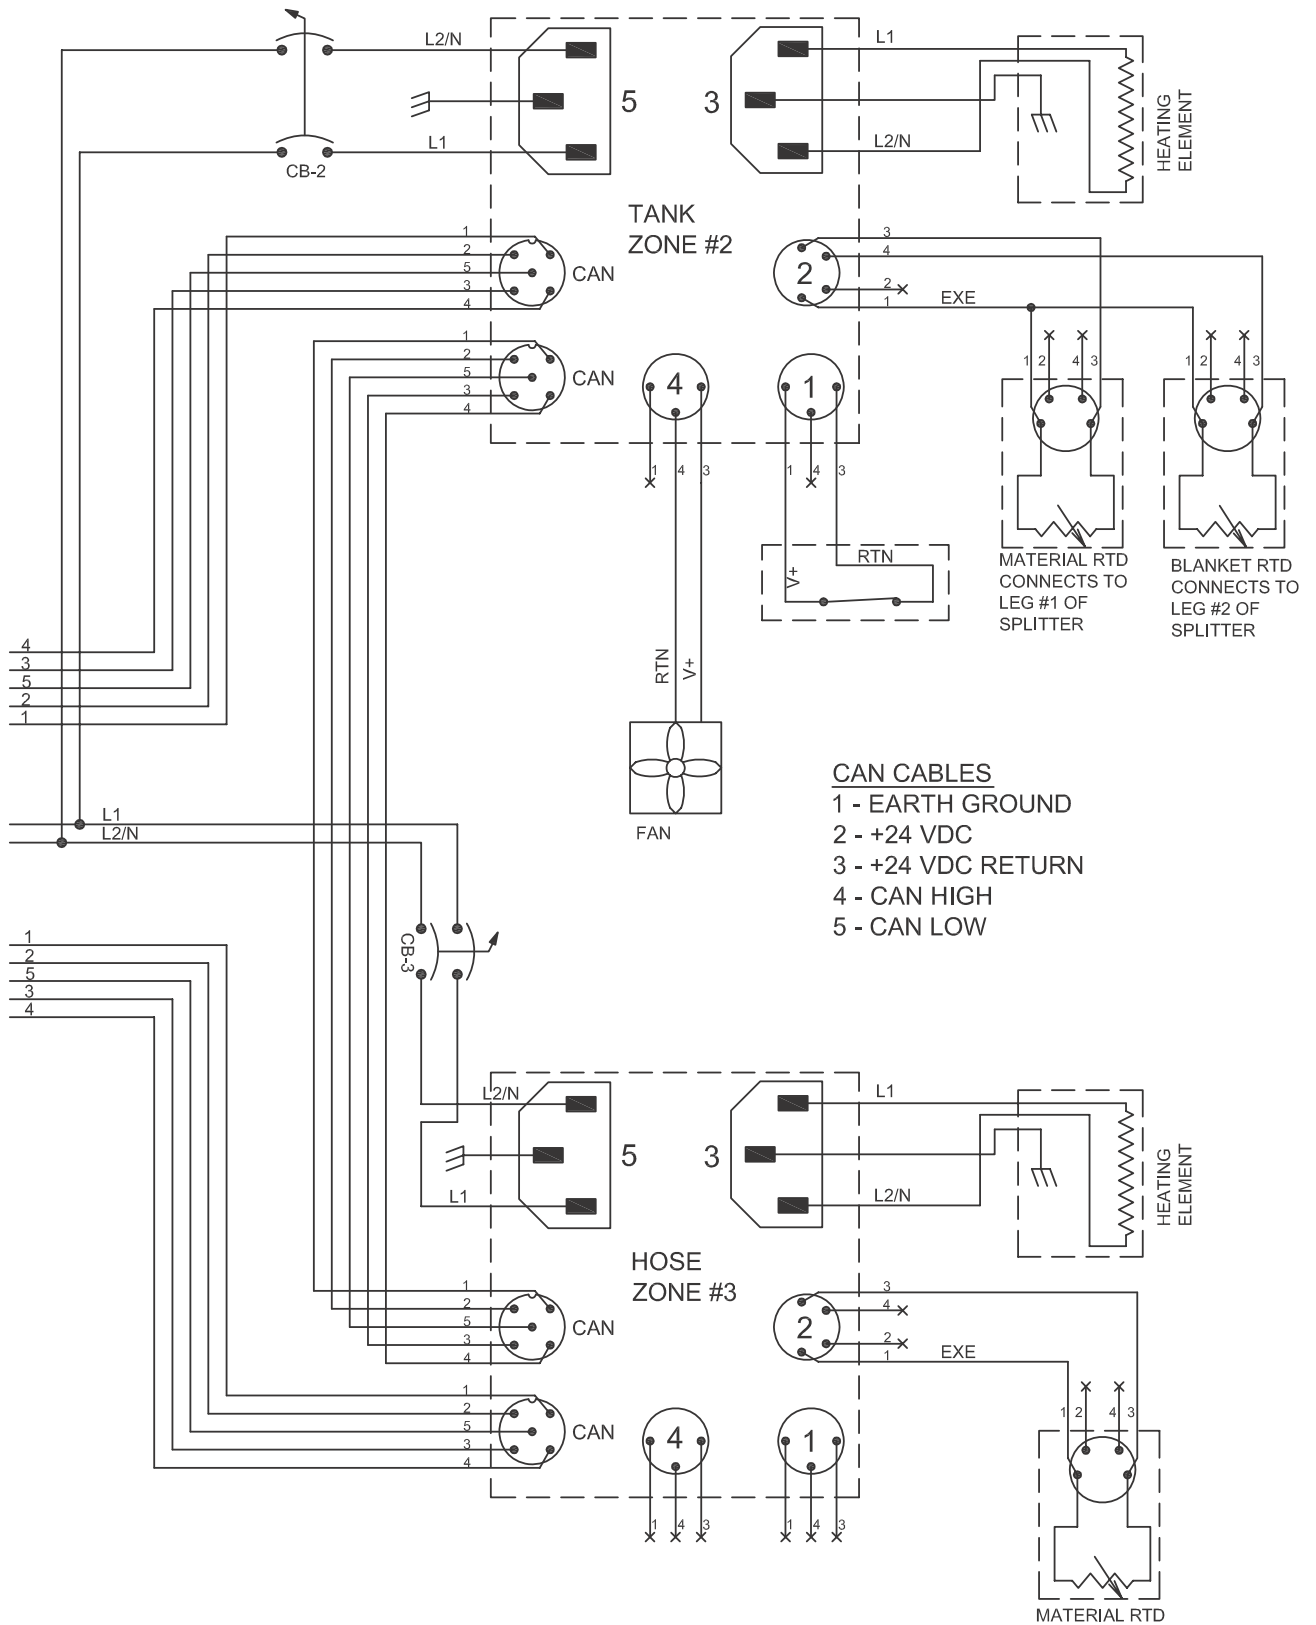 L2/N
L1
CB-2
5
3
L1
L2/N
HEATING
ELEMENT
TANK
ZONE #2
1
2
5
3
4
CAN
2
3
4
2
1
EXE
1
2
5
3
4
CAN
4
1
1
4
3
1
4
3
1
2
4
3
1
2
4
3
V+
RTN
MATERIAL RTD
CONNECTS TO
LEG #1 OF
SPLITTER
BLANKET RTD
CONNECTS TO
LEG #2 OF
SPLITTER
4
3
5
2
1
RTN
V+
FAN
L1
L2/N
CAN CABLES
1 - EARTH GROUND
2 - +24 VDC
3 - +24 VDC RETURN
4 - CAN HIGH
5 - CAN LOW
CB-3
1
2
5
3
4
L2/N
L1
5
3
L1
L2/N
HEATING
ELEMENT
HOSE
ZONE #3
1
2
5
3
4
CAN
2
3
4
2
1
EXE
1
2
5
3
4
CAN
4
1
1
4
3
1
4
3
1
2
4
3
MATERIAL RTD